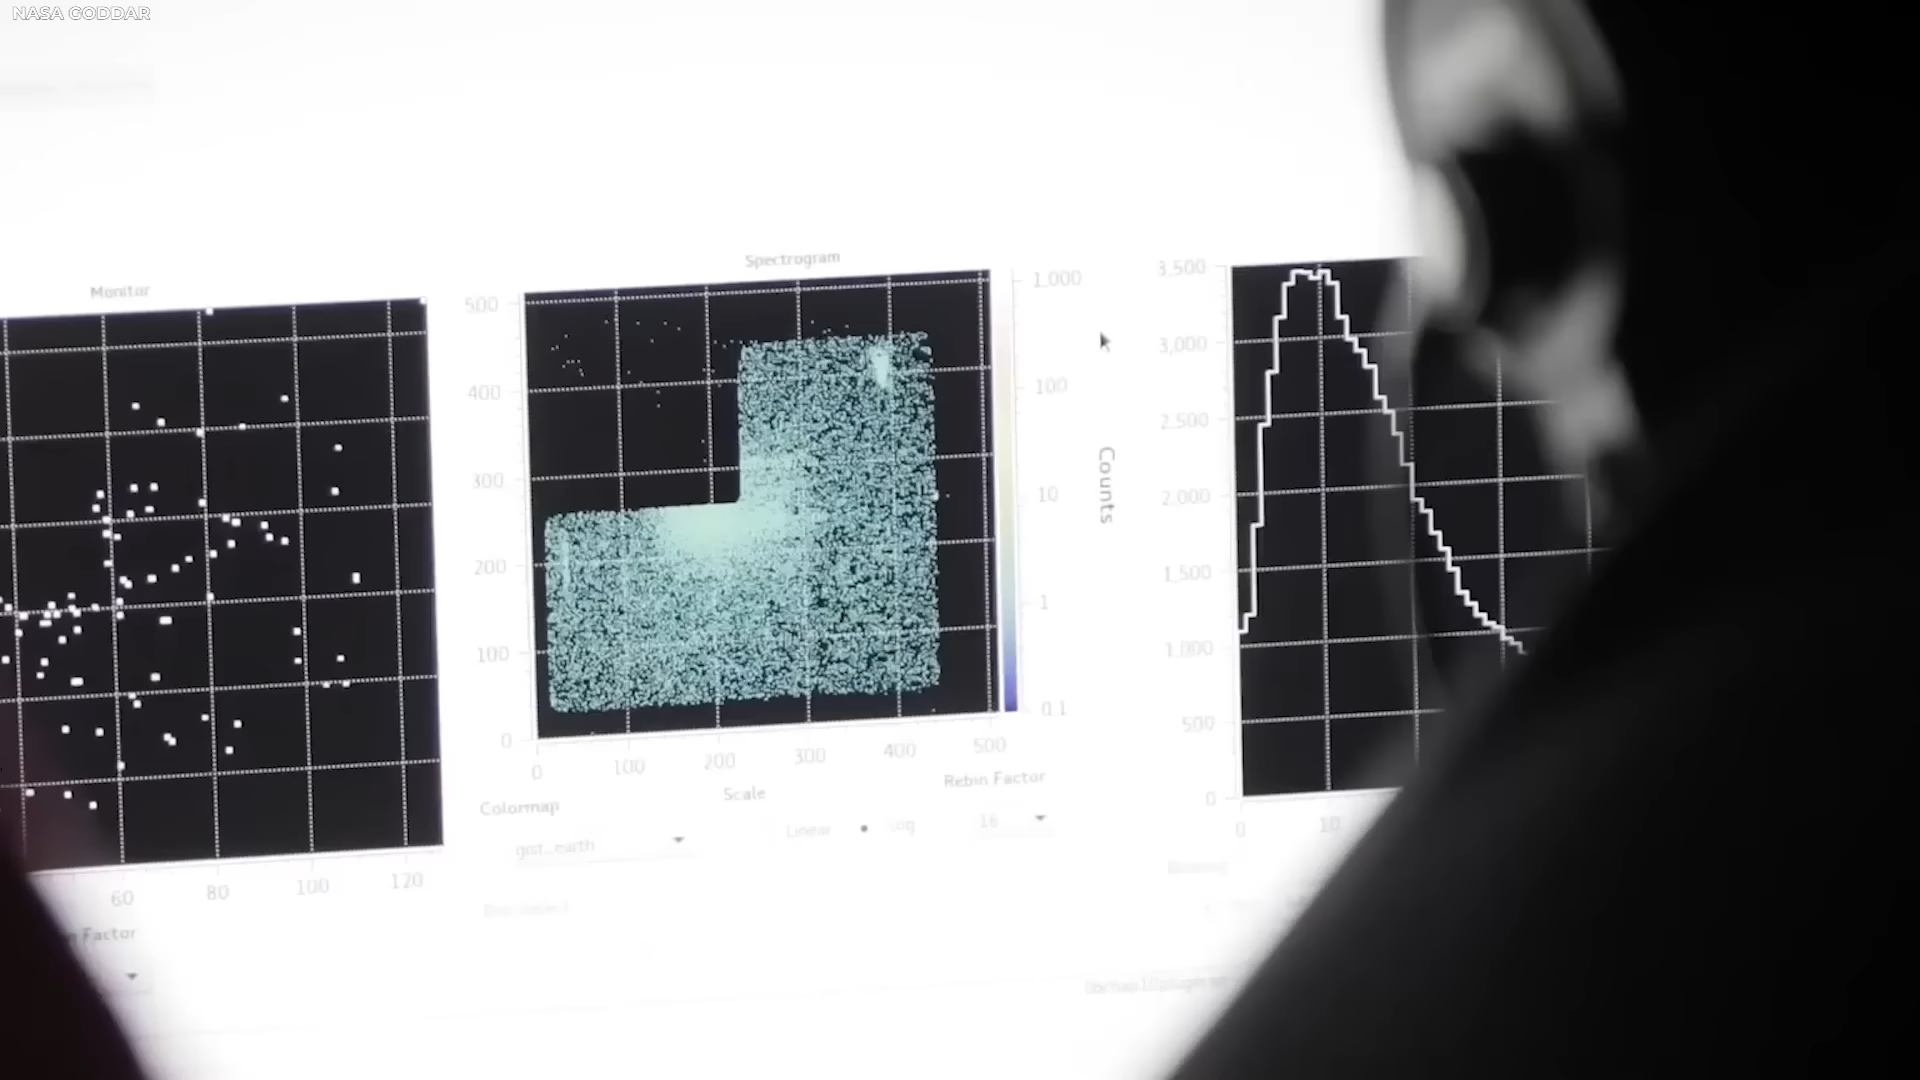 NASA GODDAR
Monitor
60
80
100
120
Factor
Spectrogram
500
400
300
200
100
0
0
100
200
300
400
500
1.000
100
10
1
0.1
Counts
Colormap
gist_earth
Scale
Linear
Log
Rebin Factor
16
3,500
3,000
2,500
2,000
1,500
1,000
500
0
0
10